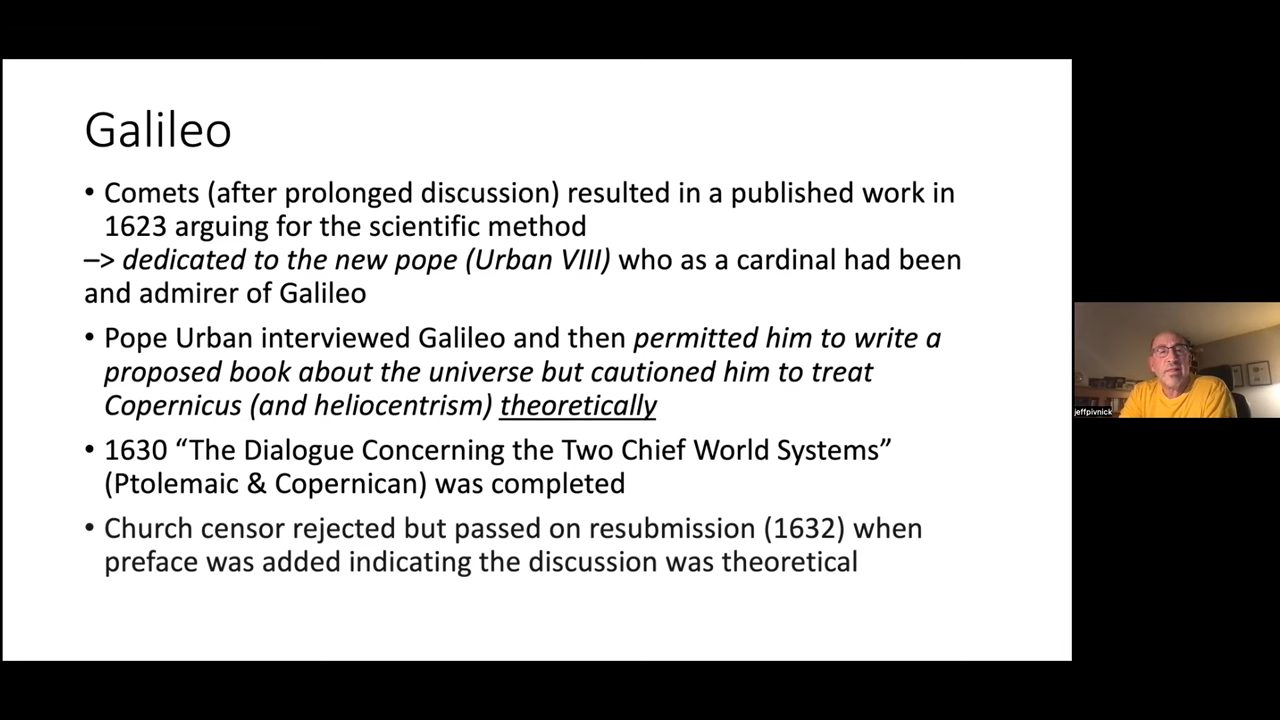 Galileo
• Comets (after prolonged discussion) resulted in a published work in
1623 arguing for the scientific method
–> dedicated to the new pope (Urban VIII) who as a cardinal had been
and admirer of Galileo
• Pope Urban interviewed Galileo and then permitted him to write a
proposed book about the universe but cautioned him to treat
Copernicus (and heliocentrism) theoretically
• 1630 “The Dialogue Concerning the Two Chief World Systems”
(Ptolemaic & Copernican) was completed
• Church censor rejected but passed on resubmission (1632) when
preface was added indicating the discussion was theoretical
jeffpivnick